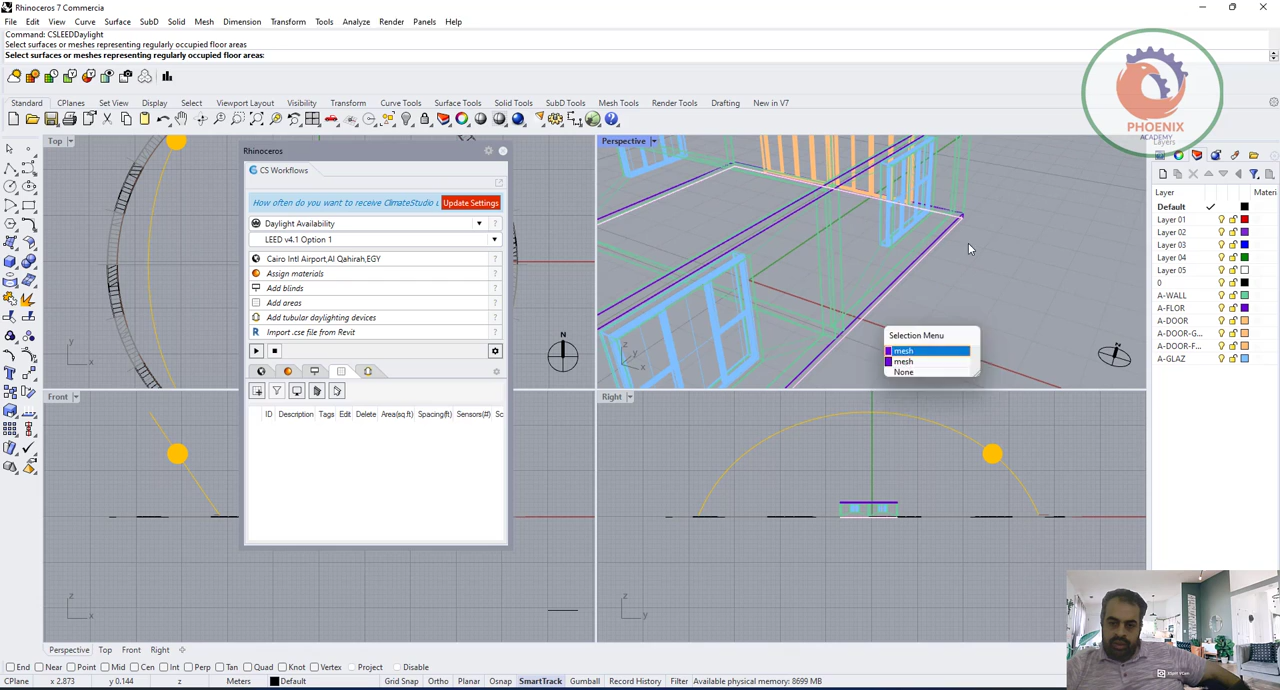 Rhinoceros 7 Commercia
File Edit View Curve Surface SubD Solid Mesh Dimension Transform Tools Analyze Render Panels Help
Command: CSLEEDDaylight
Select surfaces or meshes representing regularly occupied floor areas
Select surfaces or meshes representing regularly occupied floor areas:
PHOENIX
ACADEMY
Standard CPlanes Set View Display Select Viewport Layout Visibility Transform Curve Tools Surface Tools Solid Tools SubD Tools Mesh Tools Render Tools Drafting New in V7
Top
Rhinoceros
CS Workflows
How often do you want to receive ClimateStudio u
Update Settings
Daylight Availability
?
LEED v4.1 Option 1
Cairo Intl Airport,Al Qahirah,EGY
?
Assign materials
?
Add blinds
?
Add areas
?
Add tubular daylighting devices
?
R Import .cse file from Revit
?
ID Description Tags Edit Delete Area(sq ft) Spacing(ft) Sensors(#) Sc
N
y
x
Perspective
Selection Menu
mesh
mesh
None
z
y
x
N
Front
z
x
Right
z
y
Layers
Layer Materi
Default
Layer 01
Layer 02
Layer 03
Layer 04
Layer 05
0
A-WALL
A-FLOR
A-DOOR
A-DOOR-G...
A-DOOR-F...
A-GLAZ
Perspective Top Front Right
End Near Point Mid Cen Int Perp Tan Quad Knot Vertex Project Disable
CPlane x 2.873 y 0.144 z Meters Default Grid Snap Ortho Planar Osnap SmartTrack Gumball Record History Filter Available physical memory: 8699 MB